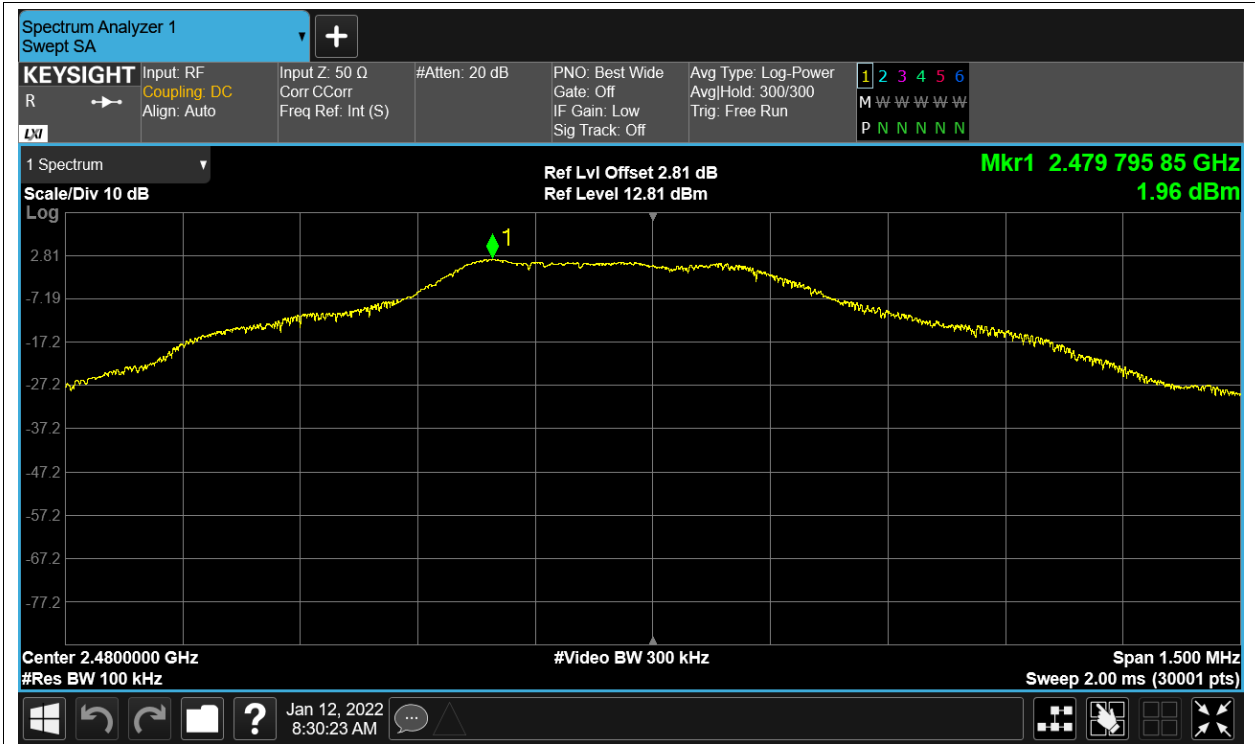 Spectrum Analyzer 1
Swept SA
KEYSIGHT
R
LXI
Input: RF
Coupling: DC
Align: Auto
Input Z: 50 Ω
Corr CCorr
Freq Ref: Int (S)
#Atten: 20 dB
PNO: Best Wide
Gate: Off
IF Gain: Low
Sig Track: Off
Avg Type: Log-Power
Avg|Hold: 300/300
Trig: Free Run
1 2 3 4 5 6
M W W W W W
P N N N N N
1 Spectrum
Scale/Div 10 dB
Log
Ref Lvl Offset 2.81 dB
Ref Level 12.81 dBm
Mkr1 2.479 795 85 GHz
1.96 dBm
1
2.81
-7.19
-17.2
-27.2
-37.2
-47.2
-57.2
-67.2
-77.2
Center 2.4800000 GHz
#Res BW 100 kHz
#Video BW 300 kHz
Span 1.500 MHz
Sweep 2.00 ms (30001 pts)
?
Jan 12, 2022
8:30:23 AM